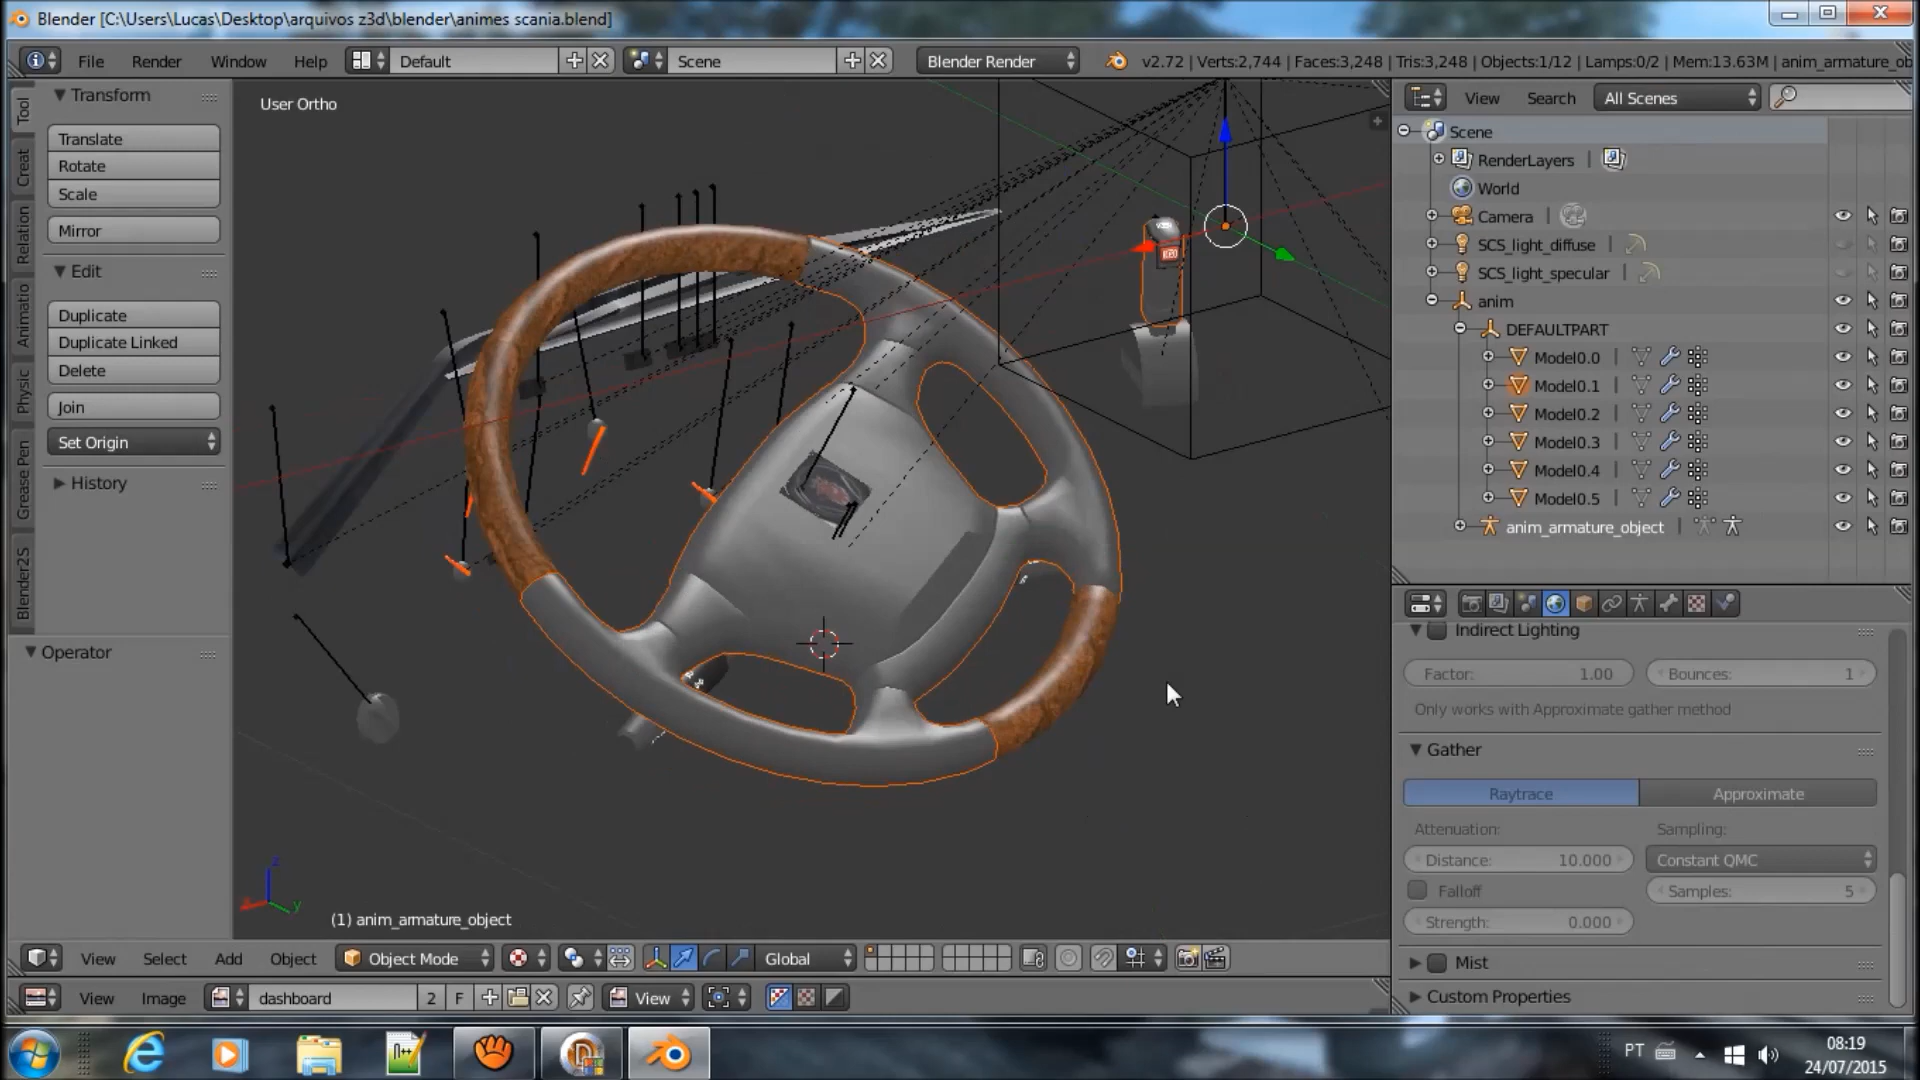 Blender [C:\Users\Lucas\Desktop\arquivos z3d\blender\animes scania.blend]
File Render Window Help Default Scene Blender Render v2.72 | Verts:2,744 | Faces:3,248 | Tris:3,248 | Objects:1/12 | Lamps:0/2 | Mem:13.63M | anim_armature_ob
Transform
User Ortho
View Search All Scenes
Tool
Creat
Relation
Animatio
Physic
Grease Pen
Blender2S
Translate
Rotate
Scale
Mirror
Edit
Duplicate
Duplicate Linked
Delete
Join
Set Origin
History
Operator
Scene
RenderLayers |
World
Camera |
SCS_light_diffuse |
SCS_light_specular |
anim
DEFAULTPART
Model0.0 |
Model0.1 |
Model0.2 |
Model0.3 |
Model0.4 |
Model0.5 |
anim_armature_object |
Indirect Lighting
Factor: 1.00 Bounces: 1
Only works with Approximate gather method
Gather
Raytrace Approximate
Attenuation: Sampling:
Distance: 10.000 Constant QMC
Falloff Samples: 5
Strength: 0.000
Mist
Custom Properties
z
x y
(1) anim_armature_object
View Select Add Object Object Mode Global
View Image dashboard 2 F View
PT 08:19
24/07/2015